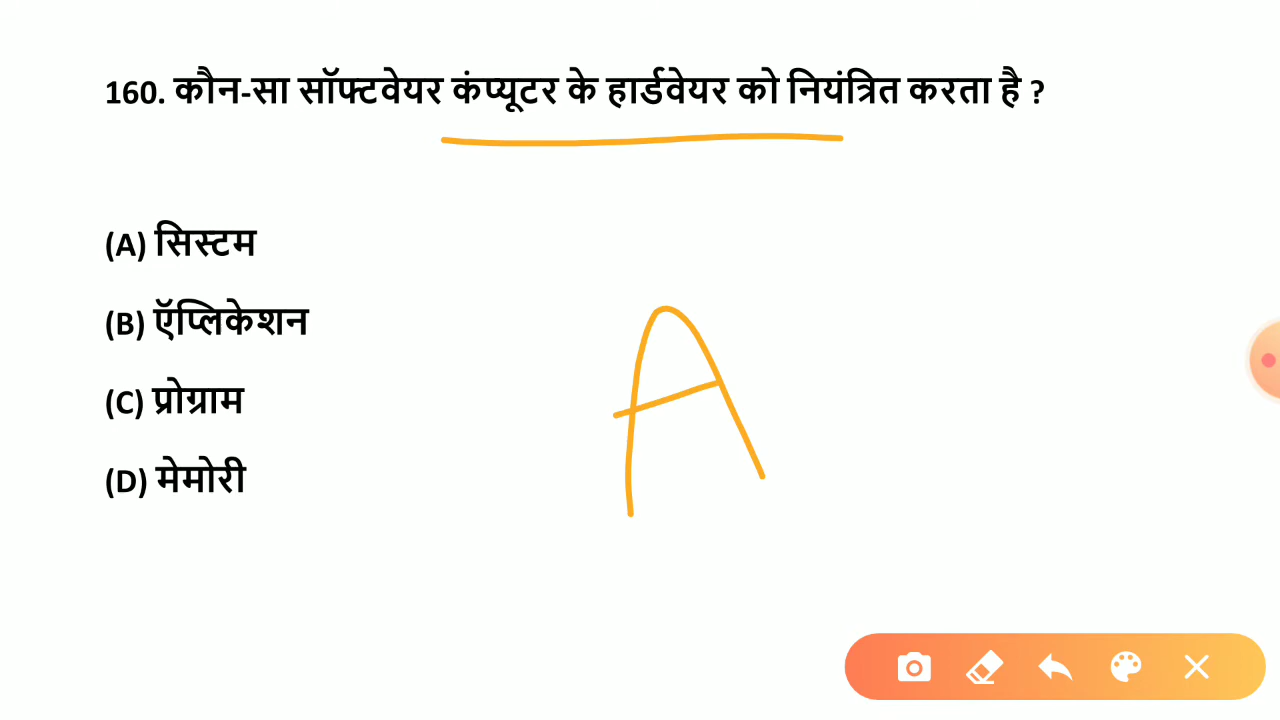 160. कौन-सा सॉफ्टवेयर कंप्यूटर के हार्डवेयर को नियंत्रित करता है ?
(A) सिस्टम
(B) ऍप्लिकेशन
(C) प्रोग्राम
(D) मेमोरी
A